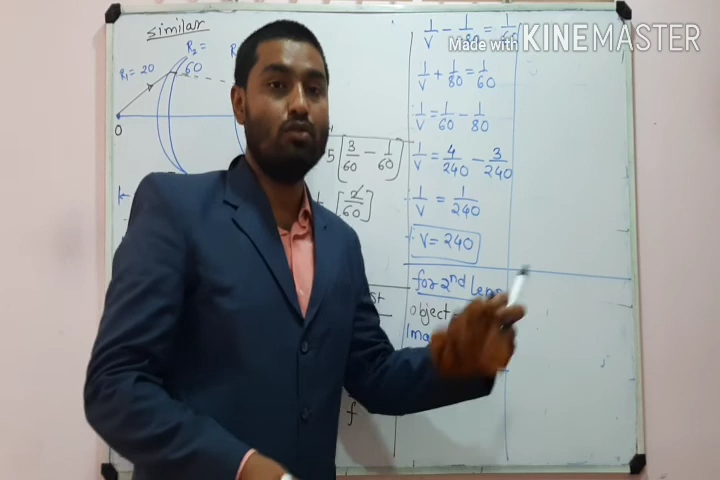 similar
R₂ =
R₁ = 20
60
O
5 [3/60 - 1/60]
[2/60]
f
1/V - 1/80 = 1/60
Made with KINEMASTER
1/V + 1/80 = 1/60
1/V = 1/60 - 1/80
1/V = 4/240 - 3/240
1/V = 1/240
V = 240
for 2nd Lens
object